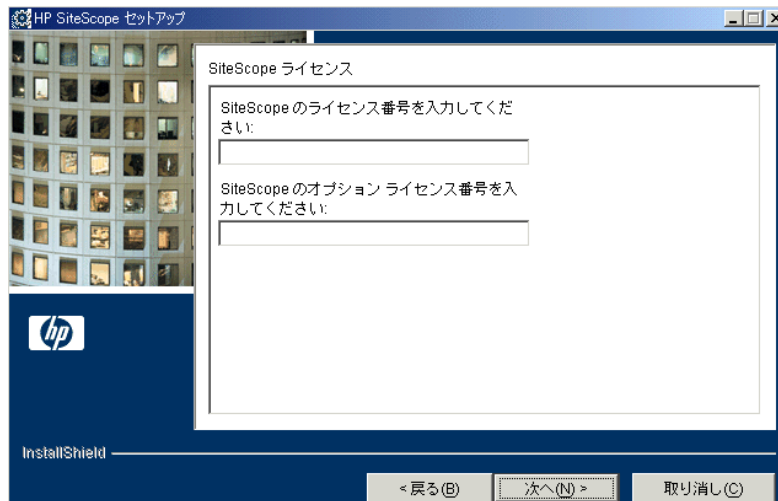 HP SiteScope セットアップ
SiteScope ライセンス
SiteScope のライセンス番号を入力してくだ
さい:
SiteScope のオプション ライセンス番号を入
力してください:
hp
InstallShield
< 戻る(B)
次へ(N) >
取り消し(C)